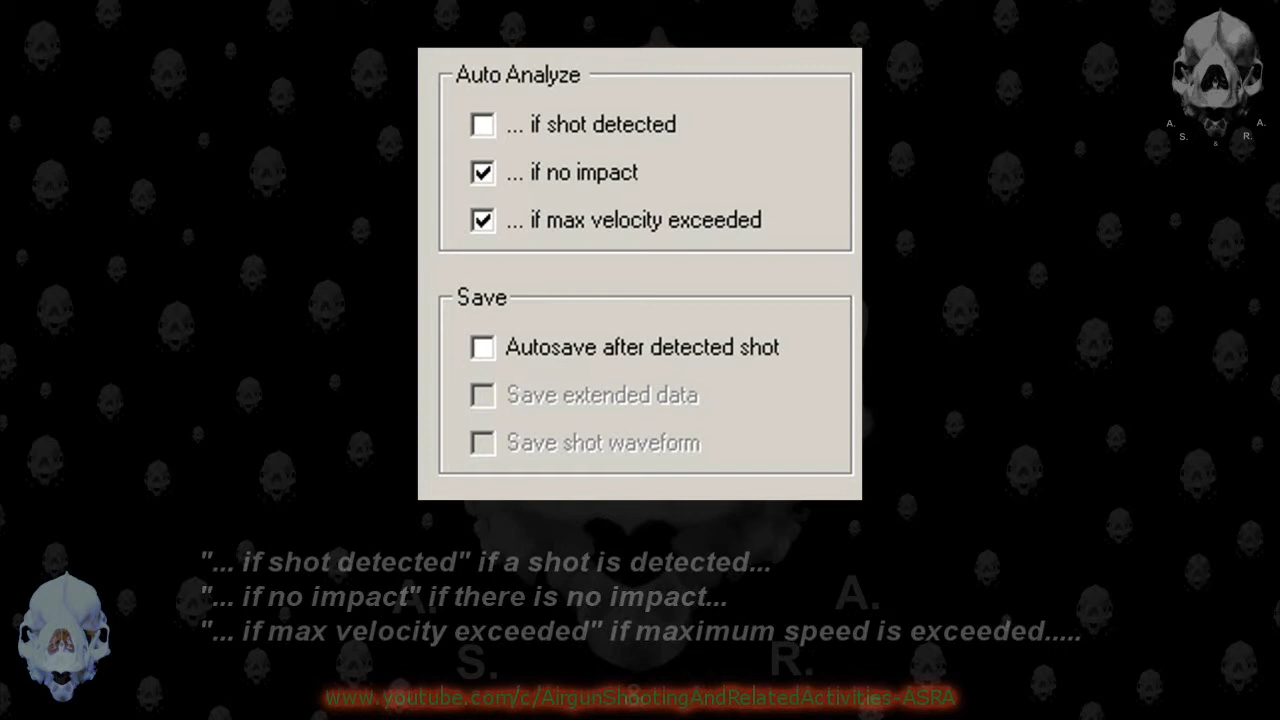 Auto Analyze
... if shot detected
... if no impact
... if max velocity exceeded
Save
Autosave after detected shot
Save extended data
Save shot waveform
A. A.
S. R.
&
"... if shot detected" if a shot is detected...
"... if no impact" if there is no impact...
"... if max velocity exceeded" if maximum speed is exceeded.....
A. A.
S. R.
www.youtube.com/c/AirgunShootingAndRelatedActivities-ASRA